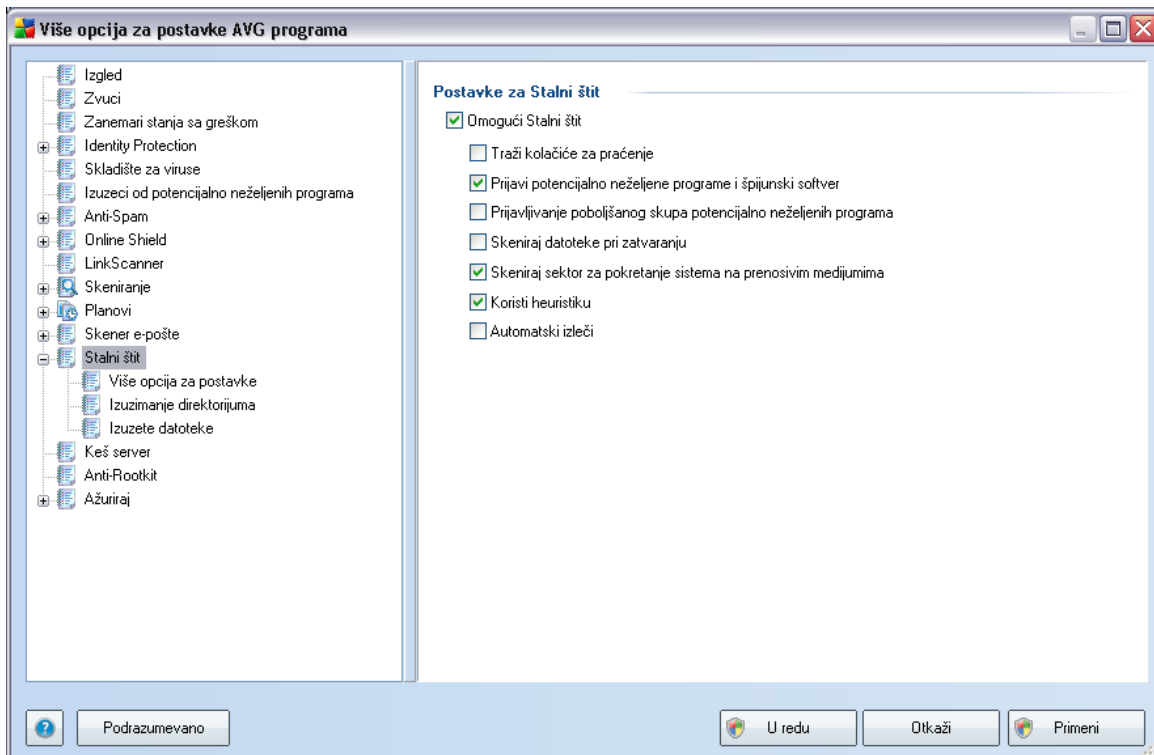 Više opcija za postavke AVG programa
Izgled
Zvuci
Zanemari stanja sa greškom
Identity Protection
Skladište za viruse
Izuzeci od potencijalno neželjenih programa
Anti-Spam
Online Shield
LinkScanner
Skeniranje
Planovi
Skener e-pošte
Stalni štit
Više opcija za postavke
Izuzimanje direktorijuma
Izuzete datoteke
Keš server
Anti-Rootkit
Ažuriraj
Postavke za Stalni štit
Omogući Stalni štit
Traži kolačiće za praćenje
Prijavi potencijalno neželjene programe i špijunski softver
Prijavljivanje poboljšanog skupa potencijalno neželjenih programa
Skeniraj datoteke pri zatvaranju
Skeniraj sektor za pokretanje sistema na prenosivim medijumima
Koristi heuristiku
Automatski izleči
?
Podrazumevano
U redu
Otkaži
Primeni